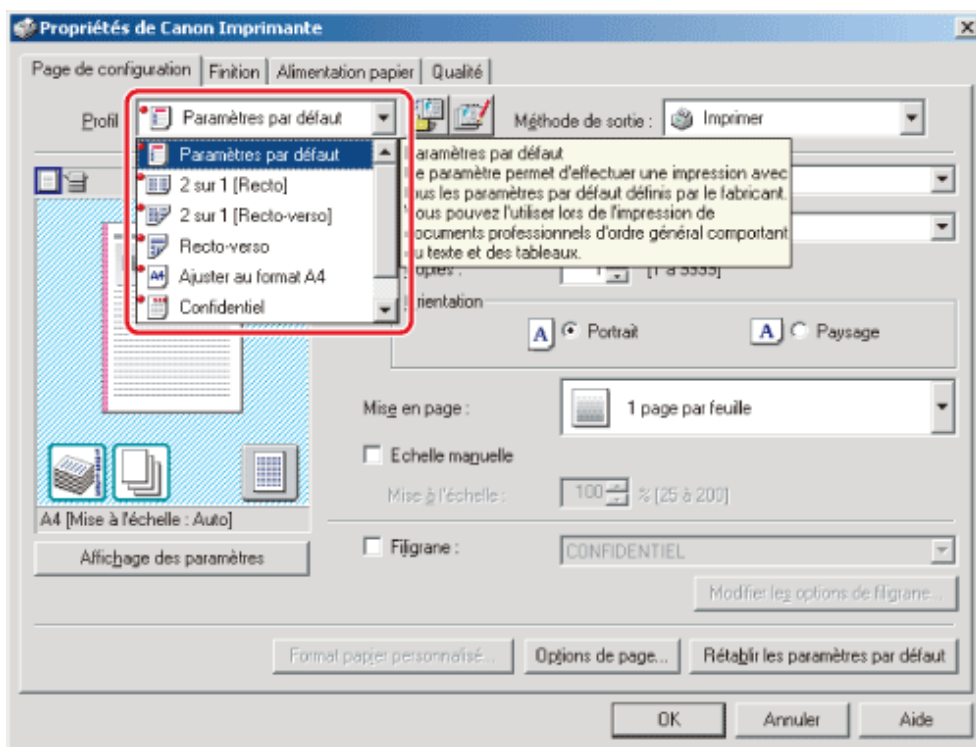 Propriétés de Canon Imprimante
Page de configuration
Finition
Alimentation papier
Qualité
Profil
Paramètres par défaut
Méthode de sortie :
Imprimer
Paramètres par défaut
2 sur 1 [Recto]
2 sur 1 [Recto-verso]
Recto-verso
Ajuster au format A4
Confidentiel
aramètres par défaut
e paramètre permet d'effectuer une impression avec
ous les paramètres par défaut définis par le fabricant.
ous pouvez l'utiliser lors de l'impression de
ocuments professionnels d'ordre général comportant
u texte et des tableaux.
rientation
A
Portrait
A
Paysage
Mise en page :
1 page par feuille
Echelle manuelle
Mise à l'échelle :
100
% [25 à 200]
A4 [Mise à l'échelle : Auto]
Affichage des paramètres
Filigrane :
CONFIDENTIEL
Modifier les options de filigrane...
Format papier personnalisé...
Options de page...
Rétablir les paramètres par défaut
OK
Annuler
Aide